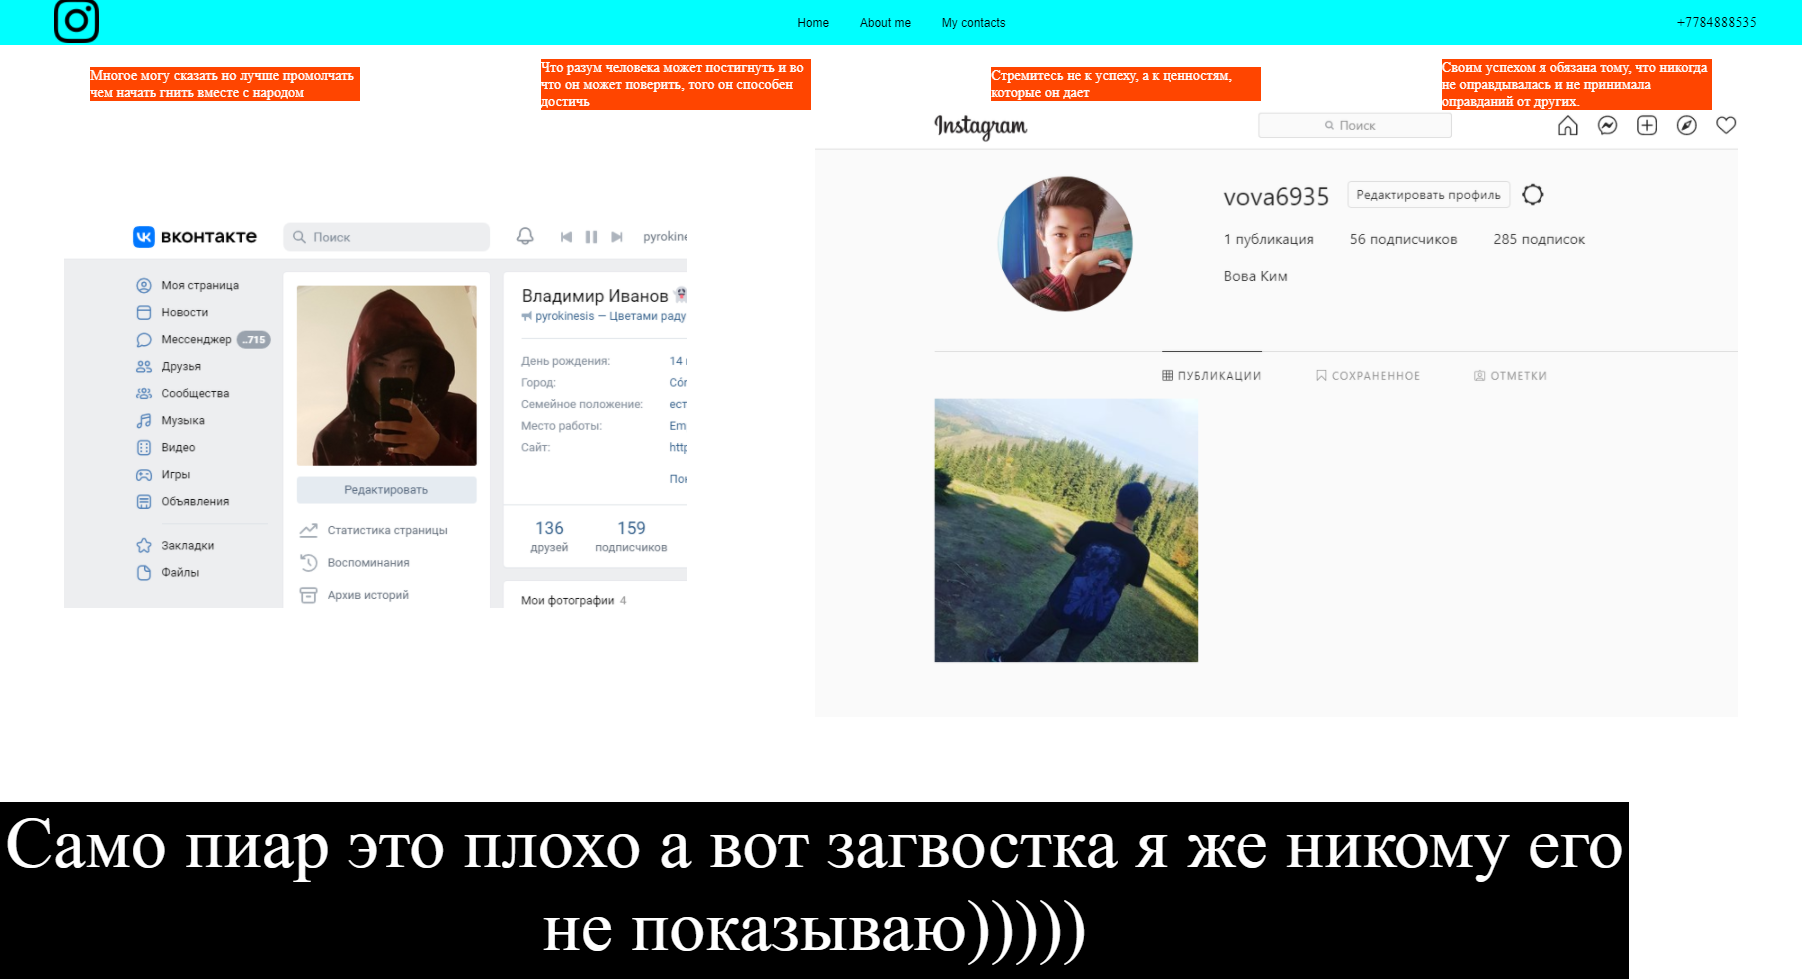 Home About me My contacts +7784888535
Многое могу сказать но лучше промолчать
чем начать гнить вместе с народом
Что разум человека может постигнуть и во
что он может поверить, того он способен
достичь
Стремитесь не к успеху, а к ценностям,
которые он дает
Своим успехом я обязана тому, что никогда
не оправдывалась и не принимала
оправданий от других.
вконтакте Поиск pyrokine
Моя страница
Новости
Мессенджер ..715
Друзья
Сообщества
Музыка
Видео
Игры
Объявления
Закладки
Файлы
Редактировать
Статистика страницы
Воспоминания
Архив историй
Владимир Иванов
pyrokinesis – Цветами раду
День рождения: 14
Город: Cór
Семейное положение: ест
Место работы: Em
Сайт: http
Пок
136 159
друзей подписчиков
Мои фотографии 4
Instagram Поиск
vova6935 Редактировать профиль
1 публикация 56 подписчиков 285 подписок
Вова Ким
ПУБЛИКАЦИИ СОХРАНЕННОЕ ОТМЕТКИ
Само пиар это плохо а вот загвостка я же никому его
не показываю)))))